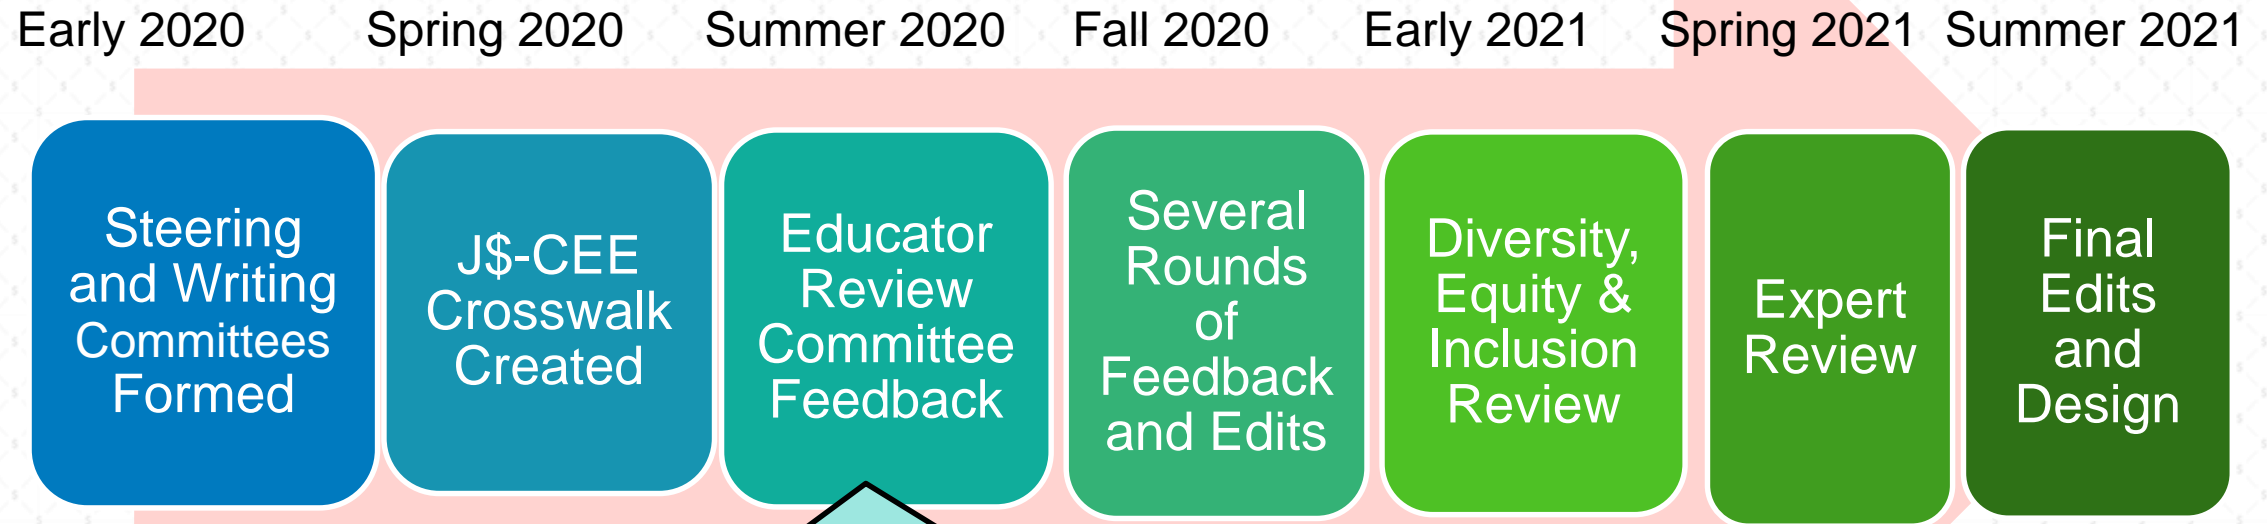 Early 2020
Spring 2020
Summer 2020
Fall 2020
Early 2021
Spring 2021
Summer 2021
Steering
and Writing
Committees
Formed
J$-CEE
Crosswalk
Created
Educator
Review
Committee
Feedback
Several
Rounds
of
Feedback
and Edits
Diversity,
Equity &
Inclusion
Review
Expert
Review
Final
Edits
and
Design